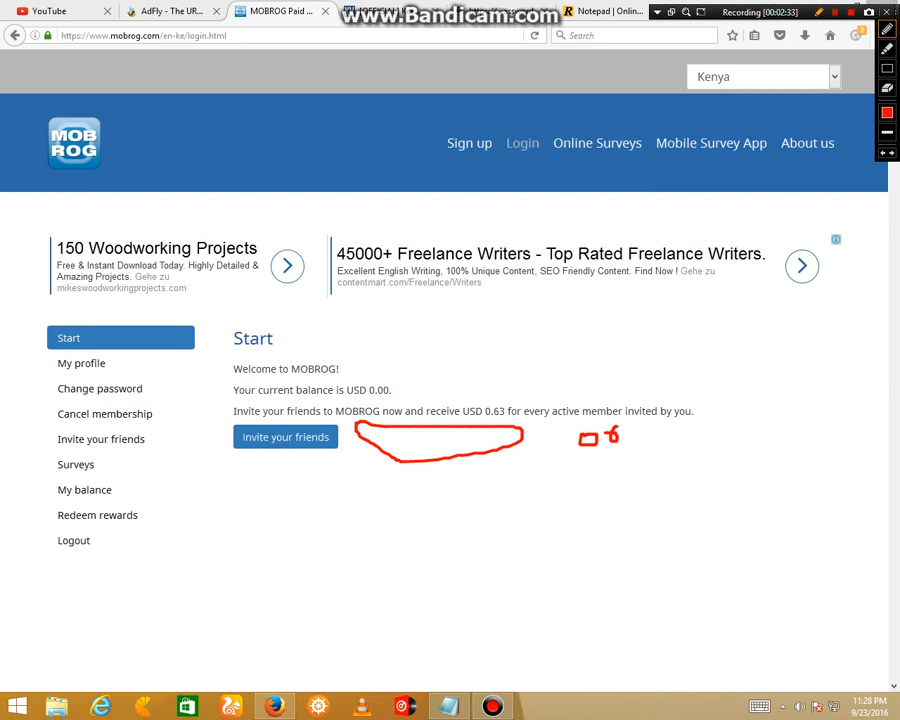 YouTube
AdFly - The UR...
MOBROG Paid ...
www.Bandicam.com
Notepad | Onlin...
Recording [00:02:33]
https://www.mobrog.com/en-ke/login.html
Search
2
Kenya
MOB
ROG
Sign up
Login
Online Surveys
Mobile Survey App
About us
150 Woodworking Projects
Free & Instant Download Today. Highly Detailed &
Amazing Projects. Gehe zu
mikeswoodworkingprojects.com
45000+ Freelance Writers - Top Rated Freelance Writers.
Excellent English Writing, 100% Unique Content, SEO Friendly Content. Find Now ! Gehe zu
contentmart.com/Freelance/Writers
Start
My profile
Change password
Cancel membership
Invite your friends
Surveys
My balance
Redeem rewards
Logout
Start
Welcome to MOBROG!
Your current balance is USD 0.00.
Invite your friends to MOBROG now and receive USD 0.63 for every active member invited by you.
Invite your friends
11:28 PM
9/23/2016